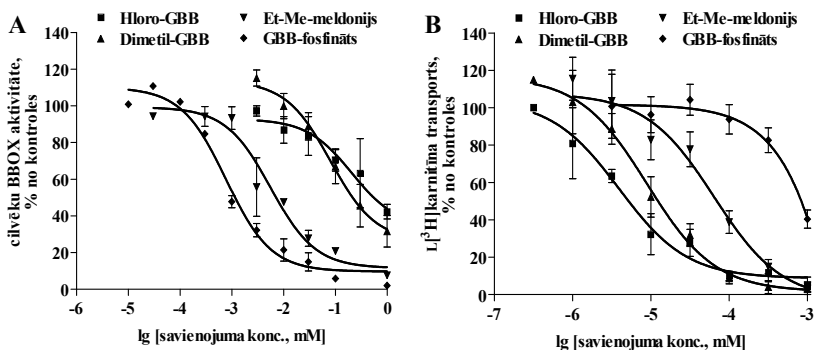 A
Hloro-GBB
Dimetil-GBB
Et-Me-meldonijs
GBB-fosfināts
cilvēku BBOX aktivitāte,
% no kontroles
140
120
100
80
60
40
20
0
-6 -5 -4 -3 -2 -1 0
lg [savienojuma konc., mM]
B
Hloro-GBB
Dimetil-GBB
Et-Me-meldonijs
GBB-fosfināts
L[³H]karnitīna transports,
% no kontroles
140
120
100
80
60
40
20
0
-7 -6 -5 -4 -3
lg [savienojuma konc., mM]